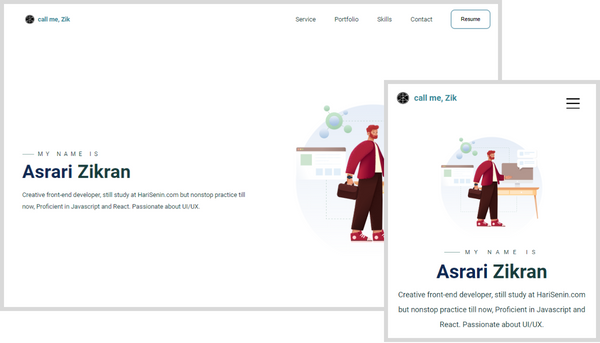 call me, Zik
Service Portfolio Skills Contact Resume
MY NAME IS
Asrari Zikran
Creative front-end developer, still study at HariSenin.com but nonstop practice till
now, Proficient in Javascript and React. Passionate about UI/UX.
call me, Zik
MY NAME IS
Asrari Zikran
Creative front-end developer, still study at HariSenin.com
but nonstop practice till now, Proficient in Javascript and
React. Passionate about UI/UX.